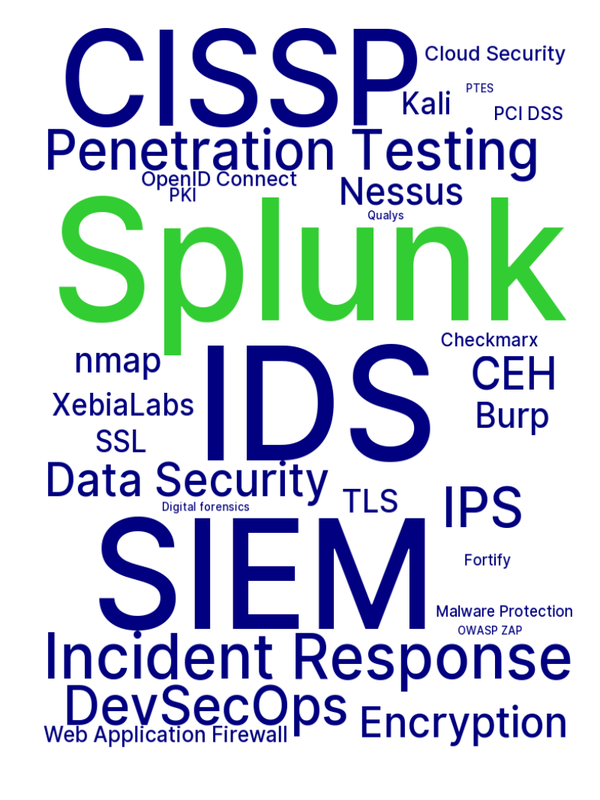 CISSP
Cloud Security
PTES
Kali
PCI DSS
Penetration Testing
OpenID Connect
Nessus
PKI
Qualys
Splunk
Checkmarx
nmap
IDS
CEH
XebiaLabs
Burp
SSL
Data Security
TLS
IPS
Digital forensics
SIEM
Fortify
Malware Protection
OWASP ZAP
Incident Response
DevSecOps
Encryption
Web Application Firewall